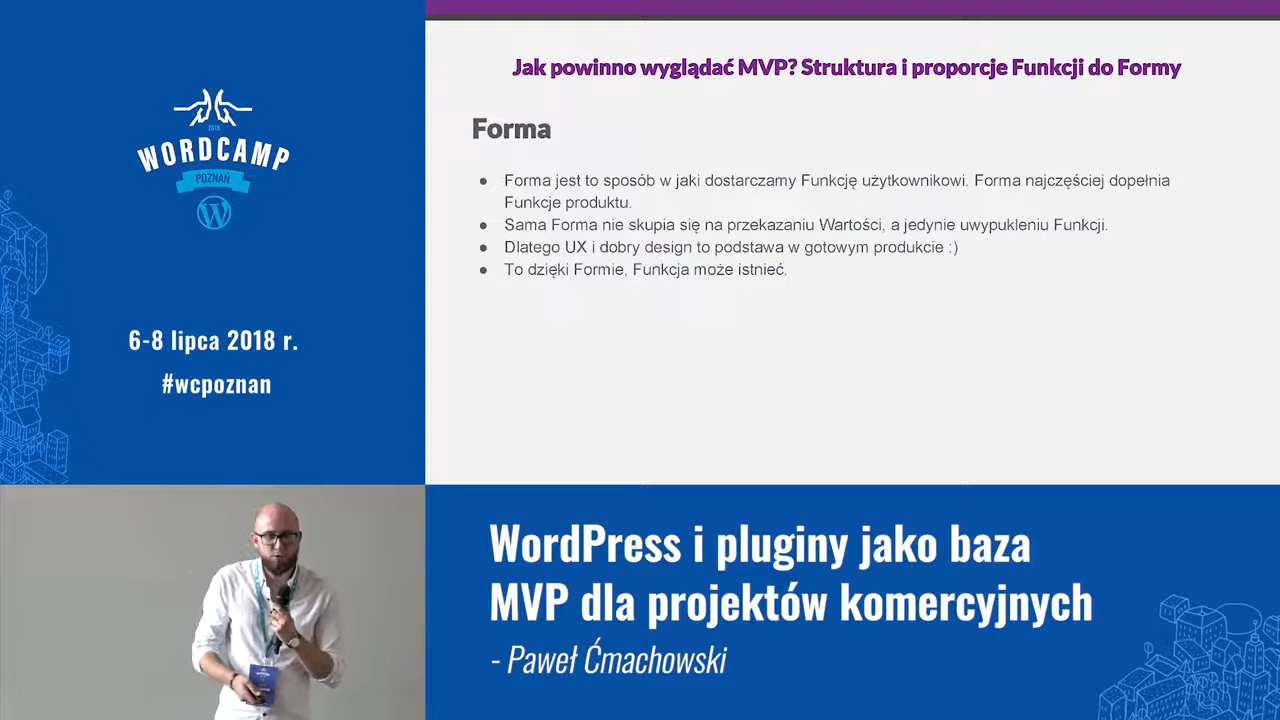 2018
WORDCAMP
POZNAŃ
6-8 lipca 2018 r.
#wcpoznan
Jak powinno wyglądać MVP? Struktura i proporcje Funkcji do Formy
Forma
● Forma jest to sposób w jaki dostarczamy Funkcję użytkownikowi. Forma najczęściej dopełnia
Funkcje produktu.
● Sama Forma nie skupia się na przekazaniu Wartości, a jedynie uwypukleniu Funkcji.
● Dlatego UX i dobry design to podstawa w gotowym produkcie :)
● To dzięki Formie, Funkcja może istnieć.
WordPress i pluginy jako baza
MVP dla projektów komercyjnych
- Paweł Ćmachowski